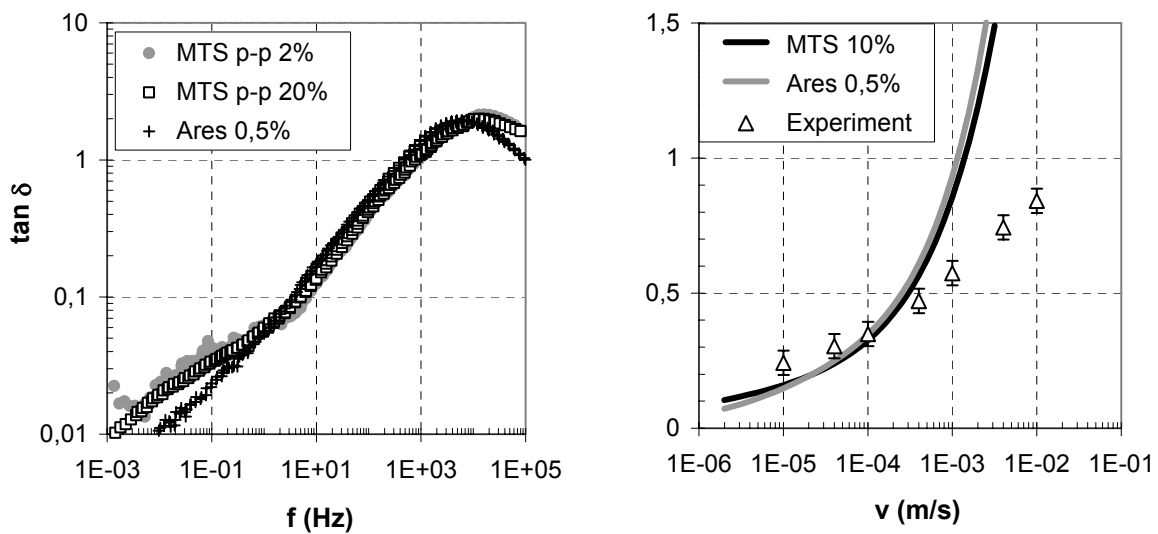 10
1
0,1
0,01
tan δ
MTS p-p 2%
MTS p-p 20%
Ares 0,5%
1E-03 1E-01 1E+01 1E+03 1E+05
f (Hz)
1,5
1
0,5
0
MTS 10%
Ares 0,5%
Experiment
1E-06 1E-05 1E-04 1E-03 1E-02 1E-01
v (m/s)